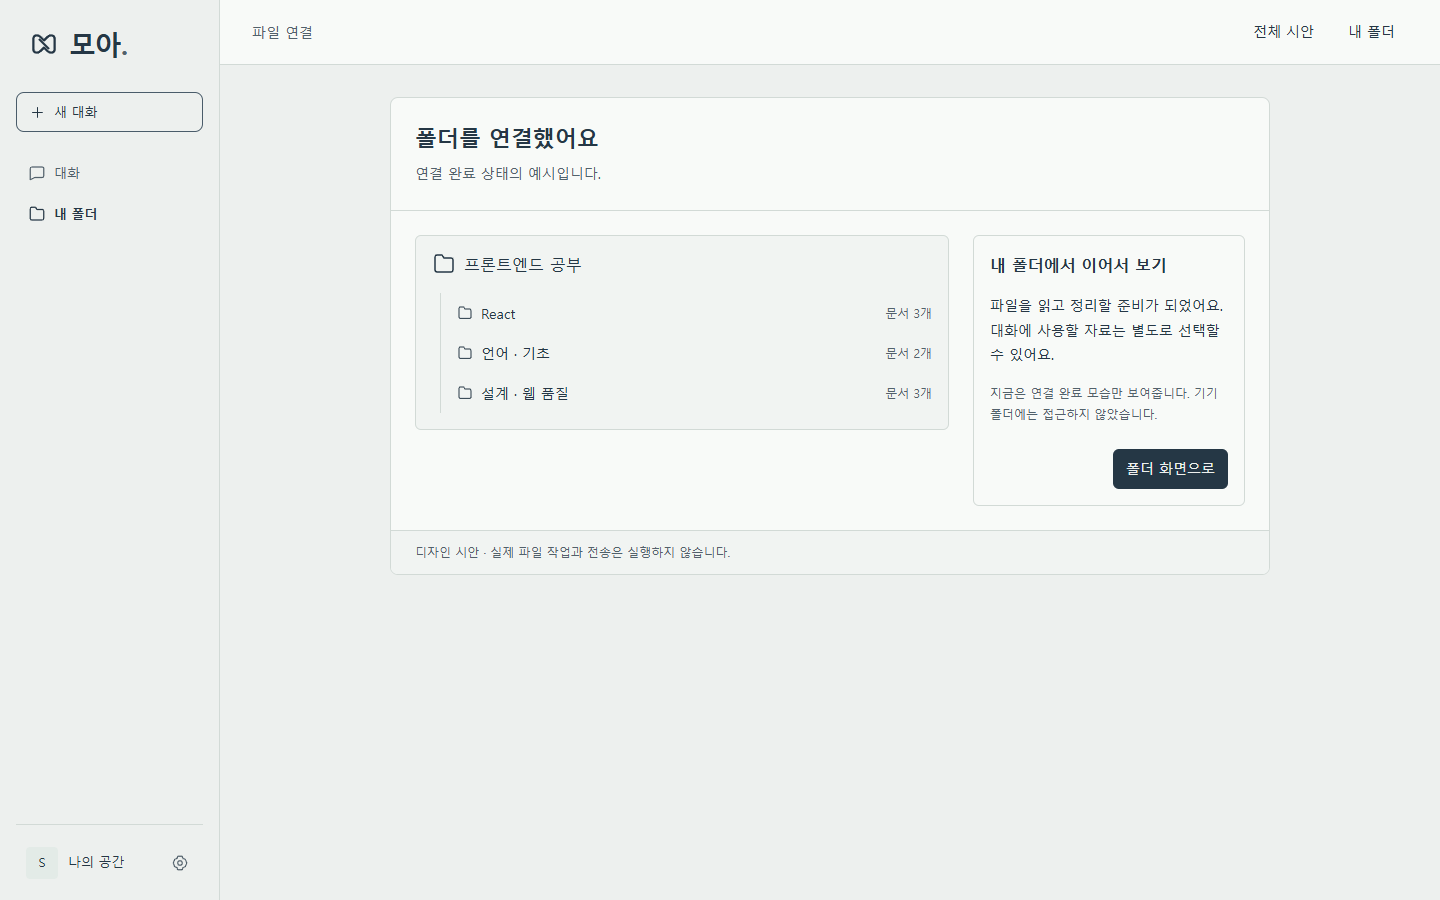 모아.
새 대화
대화
내 폴더
S 나의 공간
파일 연결
전체 시안 내 폴더
폴더를 연결했어요
연결 완료 상태의 예시입니다.
프론트엔드 공부
React 문서 3개
언어 · 기초 문서 2개
설계 · 웹 품질 문서 3개
내 폴더에서 이어서 보기
파일을 읽고 정리할 준비가 되었어요.
대화에 사용할 자료는 별도로 선택할
수 있어요.
지금은 연결 완료 모습만 보여줍니다. 기기
폴더에는 접근하지 않았습니다.
폴더 화면으로
디자인 시안 · 실제 파일 작업과 전송은 실행하지 않습니다.